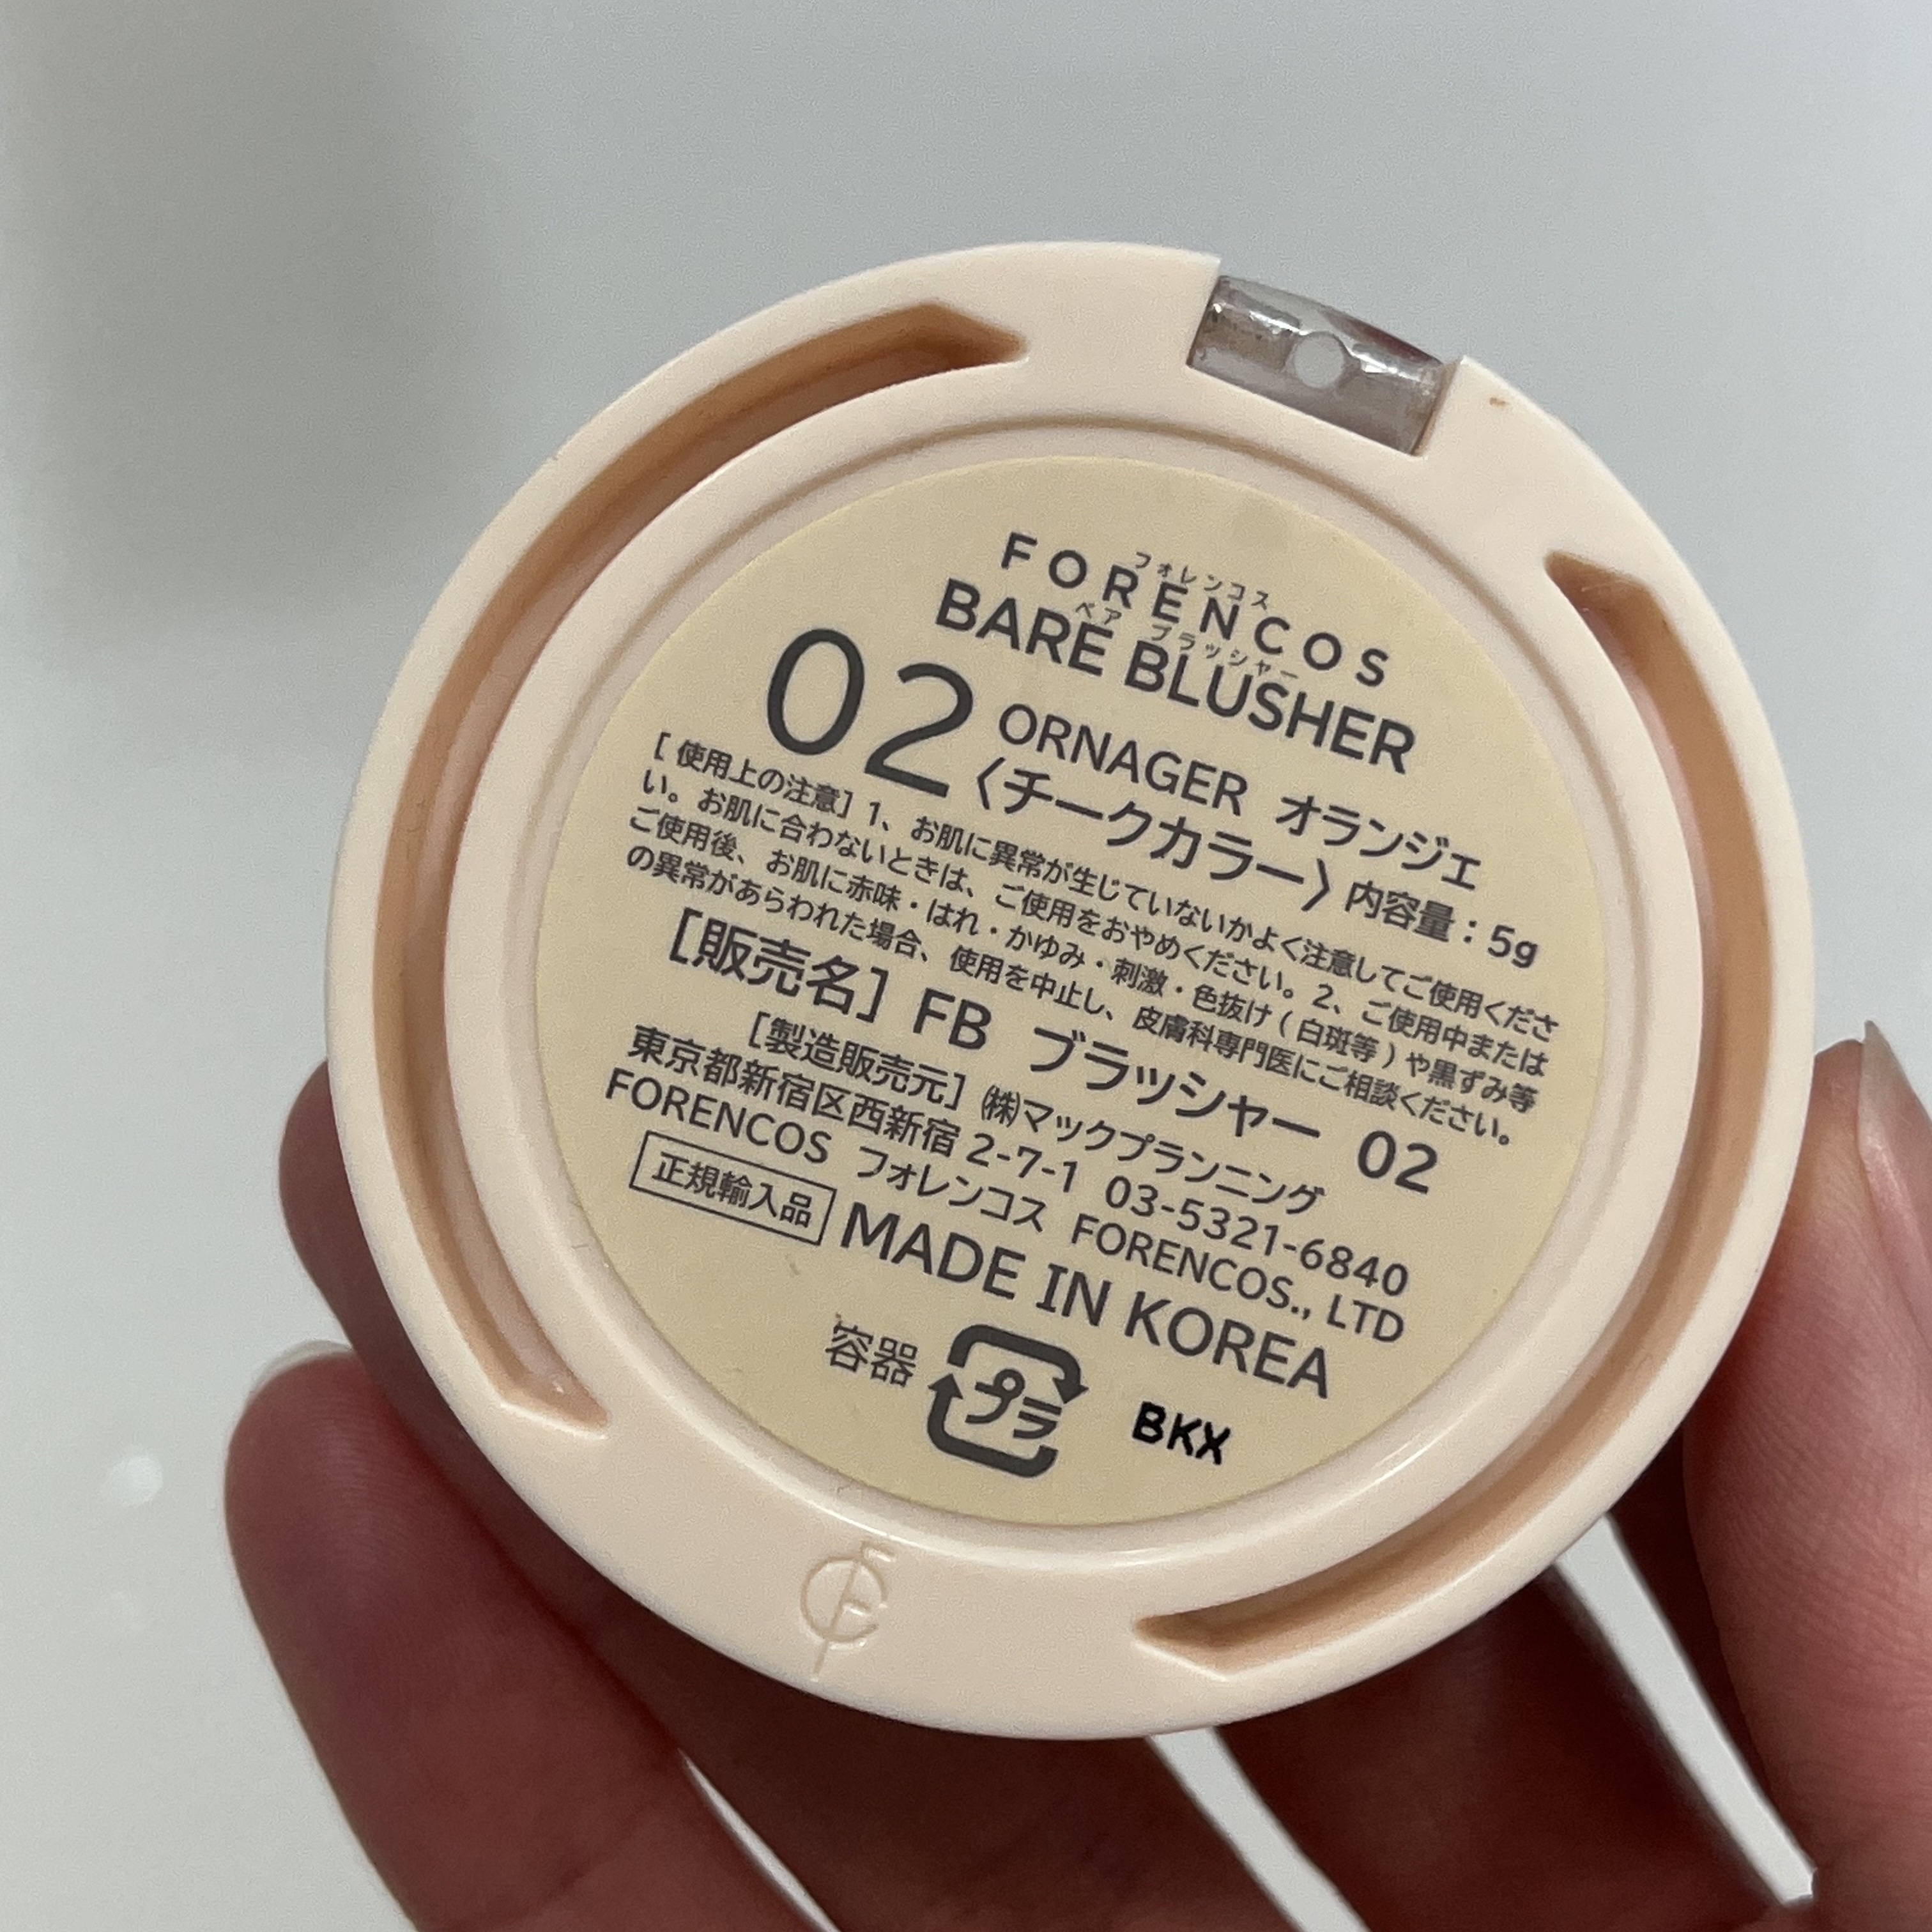 フォレンコス
FORENCOS
ベア ブラッシャー
BARE BLUSHER
02 ORNAGER オランジェ
〈チークカラー〉内容量：5g
[ 使用上の注意] 1、お肌に異常が生じていないかよく注意してご使用くださ
い。お肌に合わないときは、ご使用をおやめください。2、ご使用中または
ご使用後、お肌に赤味・はれ・かゆみ・刺激・色抜け ( 白斑等 ) や黒ずみ等
の異常があらわれた場合、使用を中止し、皮膚科専門医にご相談ください。
[販売名] FB ブラッシャー 02
[製造販売元] ㈱マックプランニング
東京都新宿区西新宿 2-7-1 03-5321-6840
FORENCOS フォレンコス FORENCOS., LTD
正規輸入品 MADE IN KOREA
容器 プラ BKX